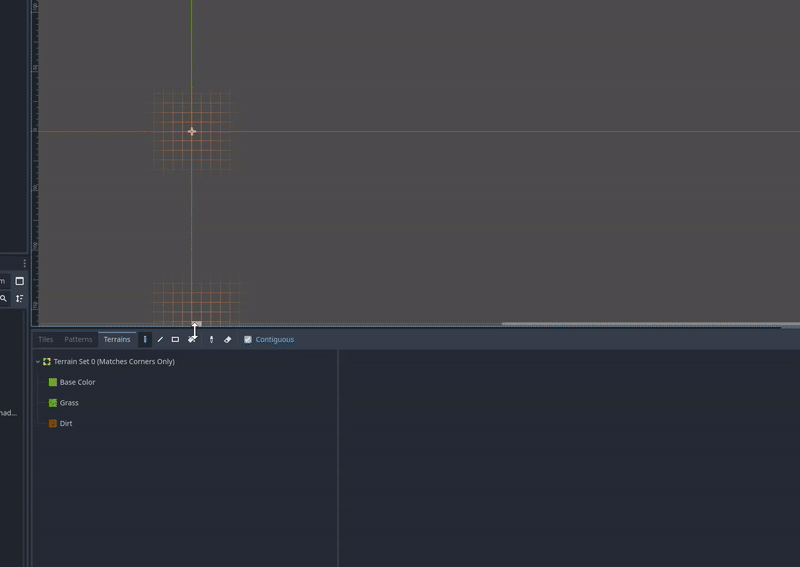 m
Tiles Patterns Terrains Contiguous
Terrain Set 0 (Matches Corners Only)
Base Color
Grass
nad...
Dirt